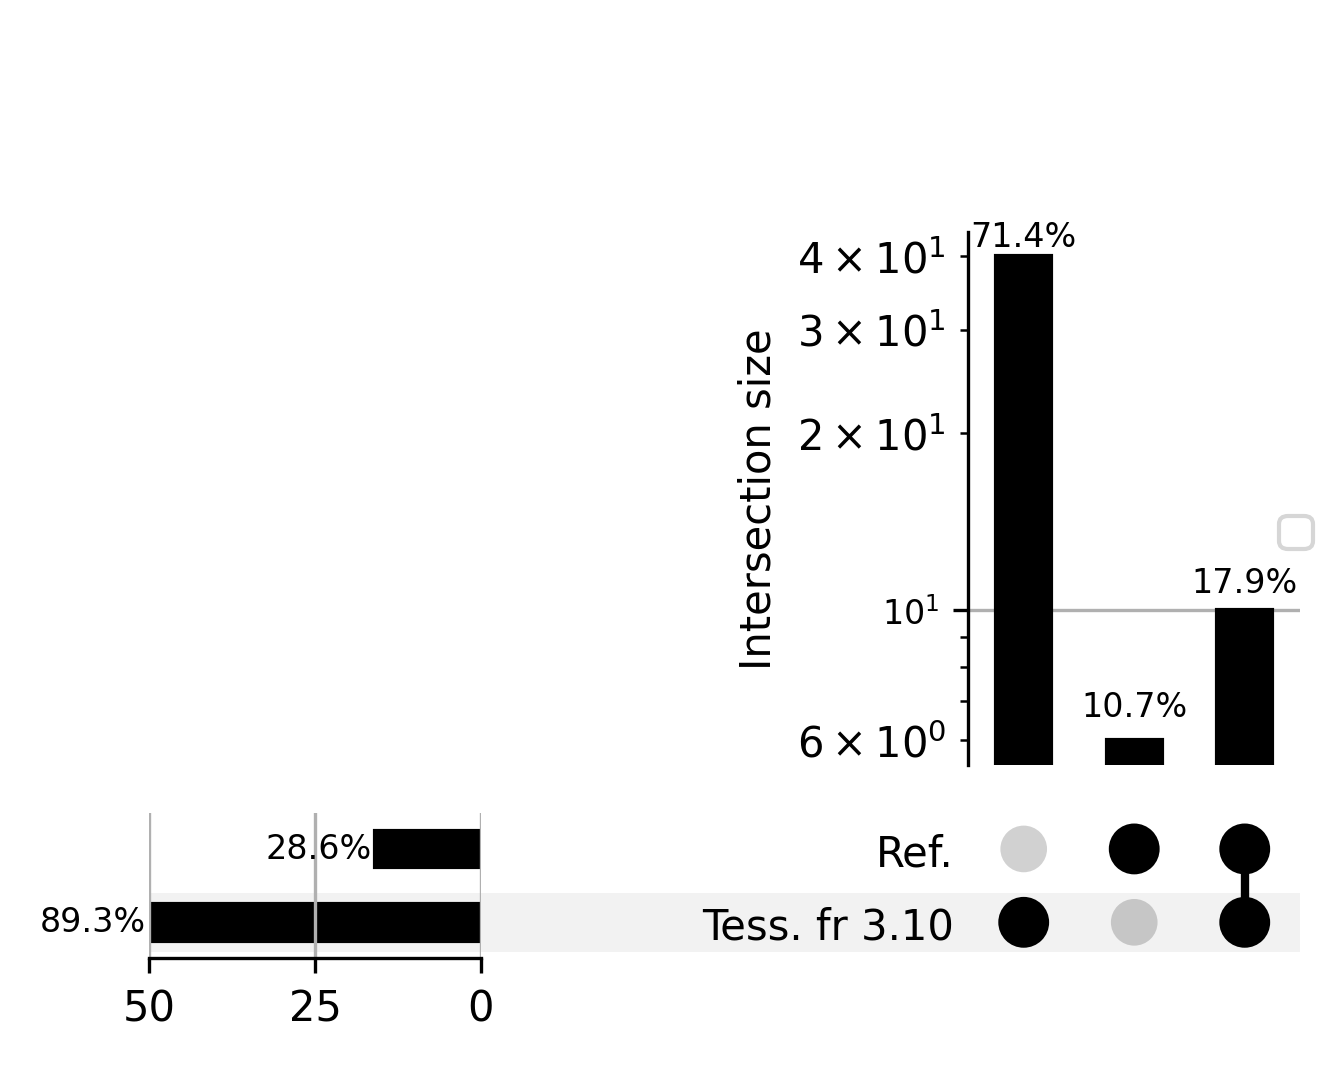 71.4%
4 × 10¹
3 × 10¹
2 × 10¹
Intersection size
17.9%
10¹
10.7%
6 × 10⁰
28.6%
Ref.
89.3%
Tess. fr 3.10
50 25 0